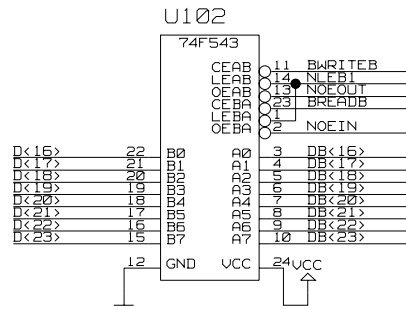 U102
74F543
CEAB 11 BWRITEB
LEAB 14 NLEB1
OEAB 13 NOEOUT
CEBA 23 BREADB
LEBA 1
OEBA 2 NOEIN
D<16> 22 B0 A0 3 DB<16>
D<17> 21 B1 A1 4 DB<17>
D<18> 20 B2 A2 5 DB<18>
D<19> 19 B3 A3 6 DB<19>
D<20> 18 B4 A4 7 DB<20>
D<21> 17 B5 A5 8 DB<21>
D<22> 16 B6 A6 9 DB<22>
D<23> 15 B7 A7 10 DB<23>
12 GND VCC 24 VCC